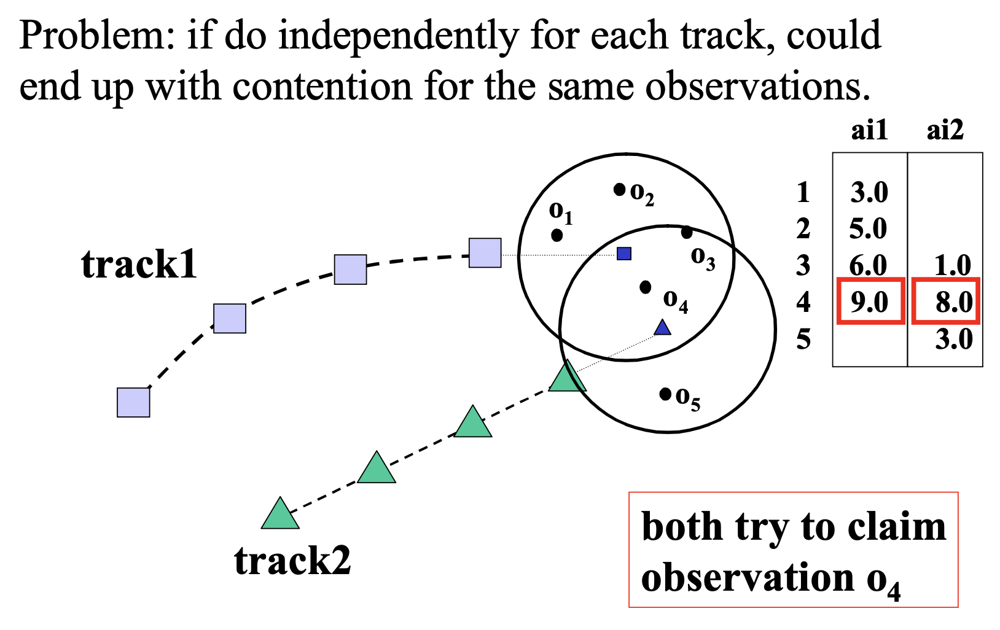 Problem: if do independently for each track, could
end up with contention for the same observations.
ai1 ai2
1 3.0
2 5.0
3 6.0 1.0
4 9.0 8.0
5 3.0
o₂
o₁
o₃
o₄
o₅
track1
track2
both try to claim
observation o₄